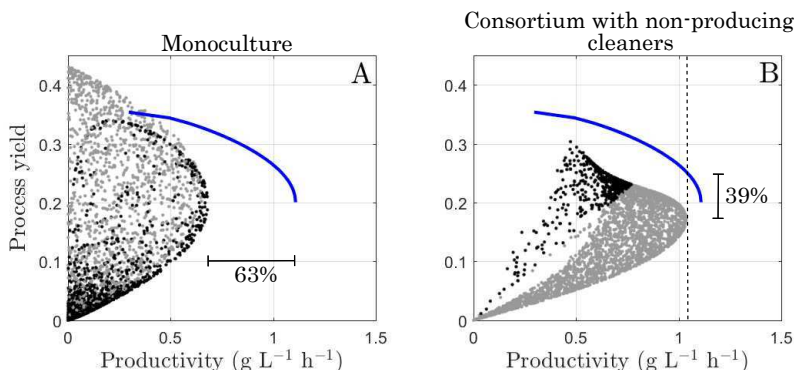 Monoculture
A
Process yield
0.4
0.3
0.2
0.1
0
63%
0
0.5
1
1.5
Productivity (g L⁻¹ h⁻¹)
Consortium with non-producing
cleaners
B
0.4
0.3
0.2
0.1
0
39%
0
0.5
1
1.5
Productivity (g L⁻¹ h⁻¹)